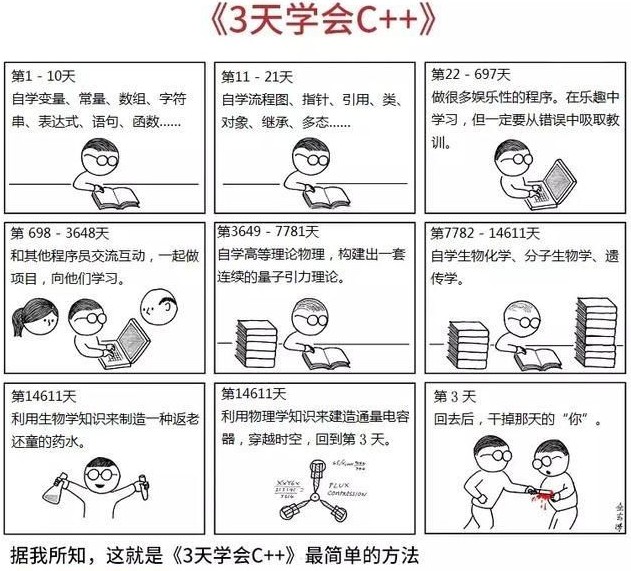 《3天学会C++》
第1 - 10天
自学变量、常量、数组、字符
串、表达式、语句、函数......
第11 - 21天
自学流程图、指针、引用、类、
对象、继承、多态......
第22 - 697天
做很多娱乐性的程序。在乐趣中
学习，但一定要从错误中吸取教
训。
第 698 - 3648天
和其他程序员交流互动，一起做
项目，向他们学习。
第3649 - 7781天
自学高等理论物理，构建出一套
连续的量子引力理论。
第7782 - 14611天
自学生物化学、分子生物学、遗
传学。
第14611天
利用生物学知识来制造一种返老
还童的药水。
第14611天
利用物理学知识来建造通量电容
器，穿越时空，回到第 3 天。
FLUX
COMPRESSION
第 3 天
回去后，干掉那天的“你”。
据我所知，这就是《3天学会C++》最简单的方法